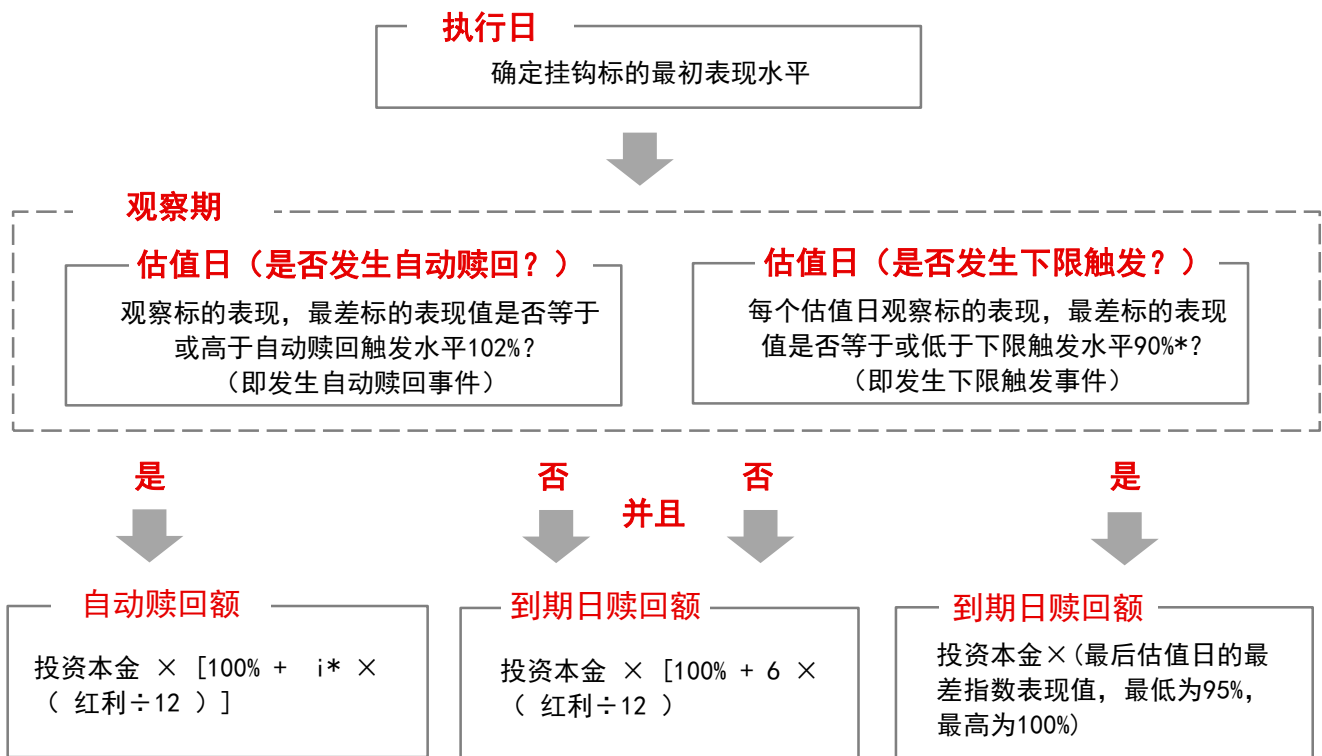 执行日
确定挂钩标的最初表现水平
观察期
估值日（是否发生自动赎回？）
观察标的表现，最差标的表现值是否等于
或高于自动赎回触发水平102%?
（即发生自动赎回事件）
估值日（是否发生下限触发？）
每个估值日观察标的表现，最差标的表现
值是否等于或低于下限触发水平90%*?
（即发生下限触发事件）
是
否
并且
否
是
自动赎回额
投资本金 × [100% + i* ×
( 红利÷12 )]
到期日赎回额
投资本金 × [100% + 6 ×
( 红利÷12 )
到期日赎回额
投资本金×(最后估值日的最
差指数表现值，最低为95%，
最高为100%)